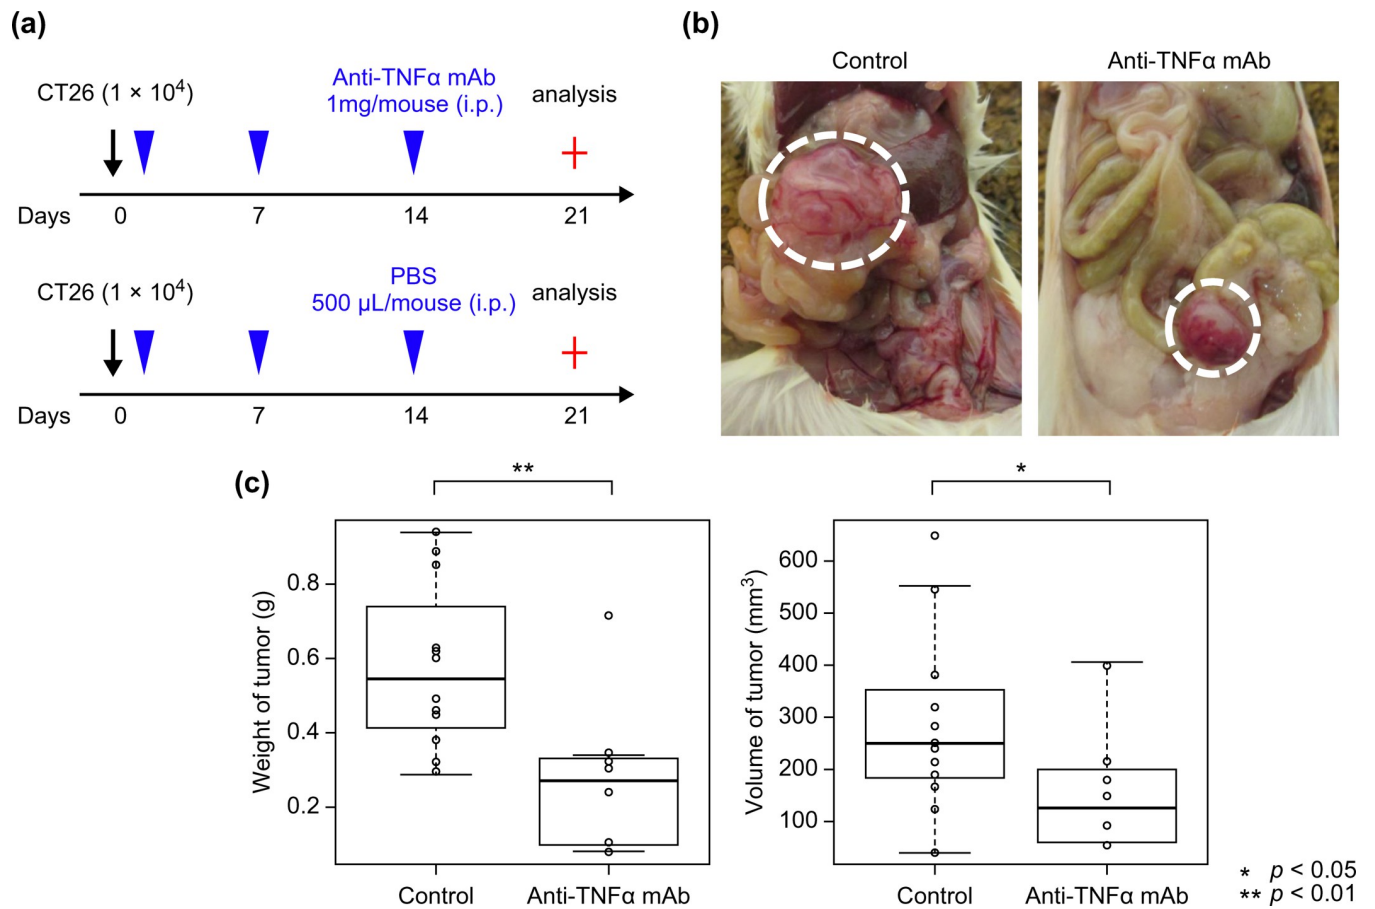 (a)
CT26 (1 × 10⁴)
Anti-TNFα mAb
1mg/mouse (i.p.)
analysis
Days 0 7 14 21
CT26 (1 × 10⁴)
PBS
500 µL/mouse (i.p.)
analysis
Days 0 7 14 21
(b)
Control
Anti-TNFα mAb
(c)
**
Weight of tumor (g)
0.8
0.6
0.4
0.2
Control Anti-TNFα mAb
*
Volume of tumor (mm³)
600
500
400
300
200
100
Control Anti-TNFα mAb
* p < 0.05
** p < 0.01